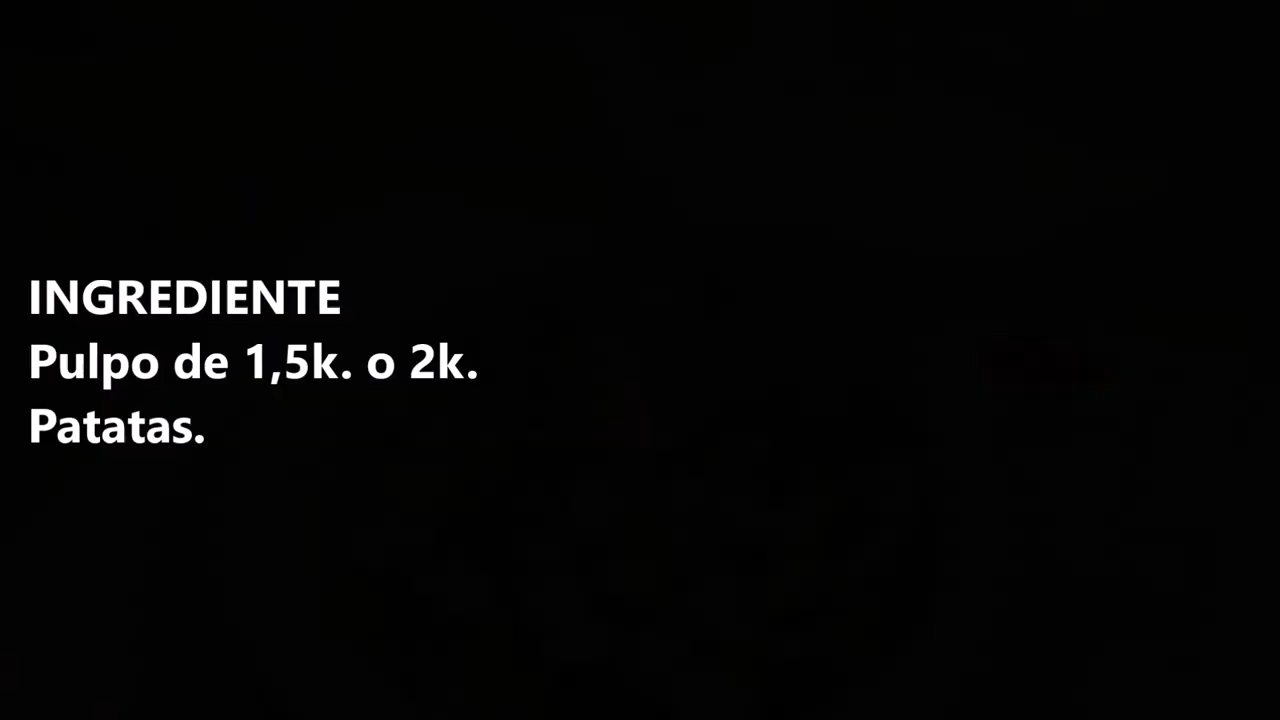 INGREDIENTE
Pulpo de 1,5k. o 2k.
Patatas.